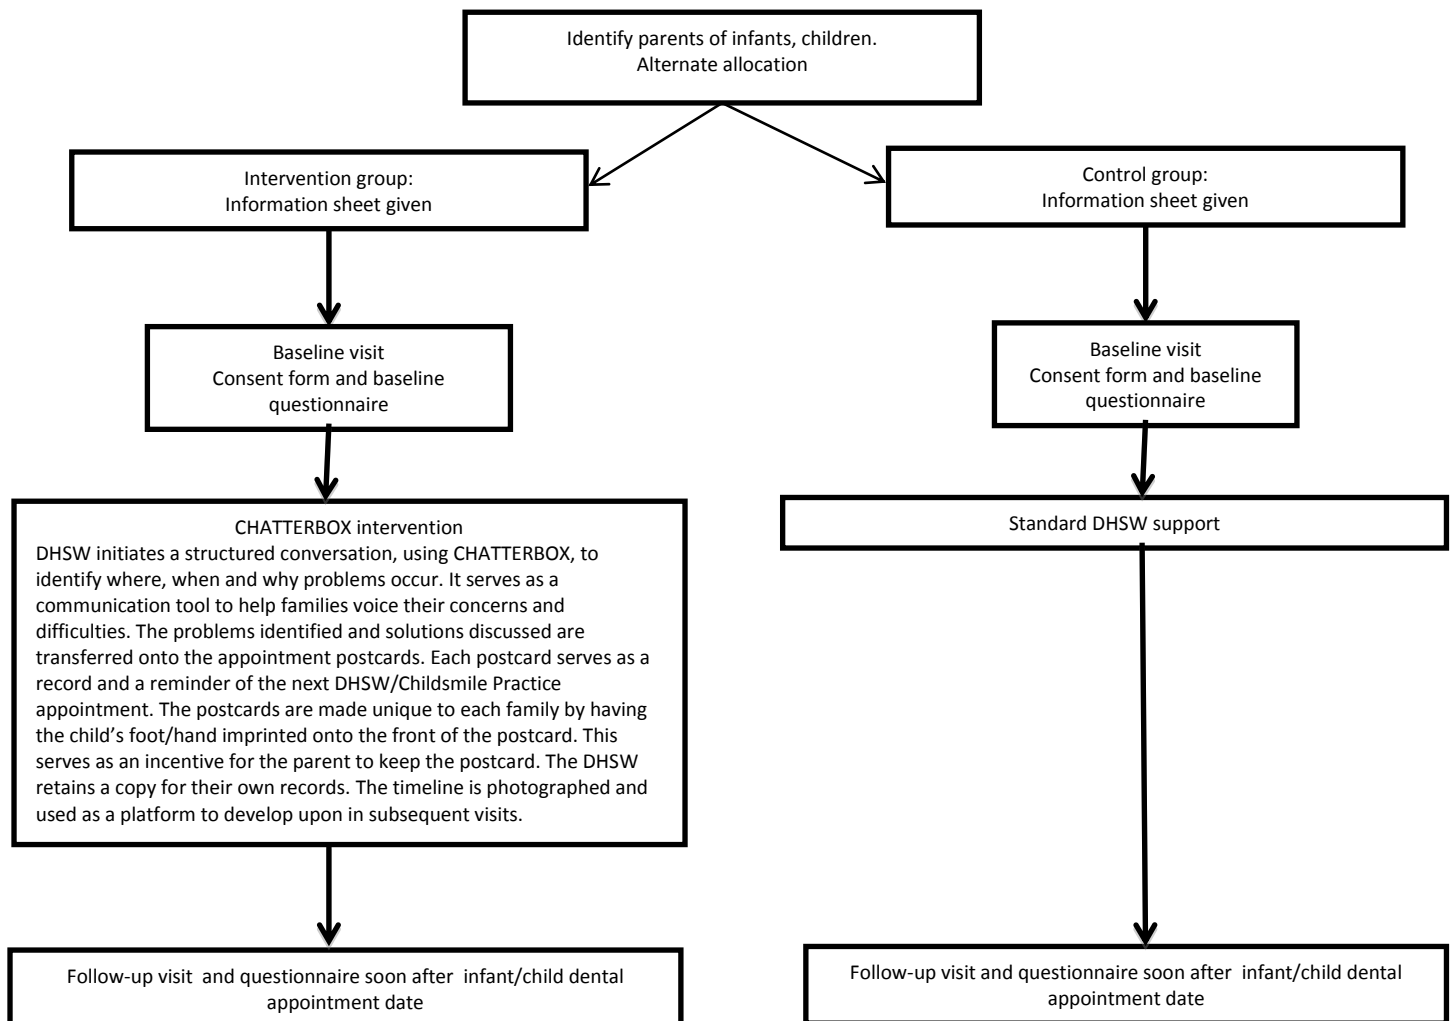 Identify parents of infants, children.
Alternate allocation
Intervention group:
Information sheet given
Control group:
Information sheet given
Baseline visit
Consent form and baseline
questionnaire
Baseline visit
Consent form and baseline
questionnaire
CHATTERBOX intervention
DHSW initiates a structured conversation, using CHATTERBOX, to
identify where, when and why problems occur. It serves as a
communication tool to help families voice their concerns and
difficulties. The problems identified and solutions discussed are
transferred onto the appointment postcards. Each postcard serves as a
record and a reminder of the next DHSW/Childsmile Practice
appointment. The postcards are made unique to each family by having
the child’s foot/hand imprinted onto the front of the postcard. This
serves as an incentive for the parent to keep the postcard. The DHSW
retains a copy for their own records. The timeline is photographed and
used as a platform to develop upon in subsequent visits.
Standard DHSW support
Follow-up visit and questionnaire soon after infant/child dental
appointment date
Follow-up visit and questionnaire soon after infant/child dental
appointment date